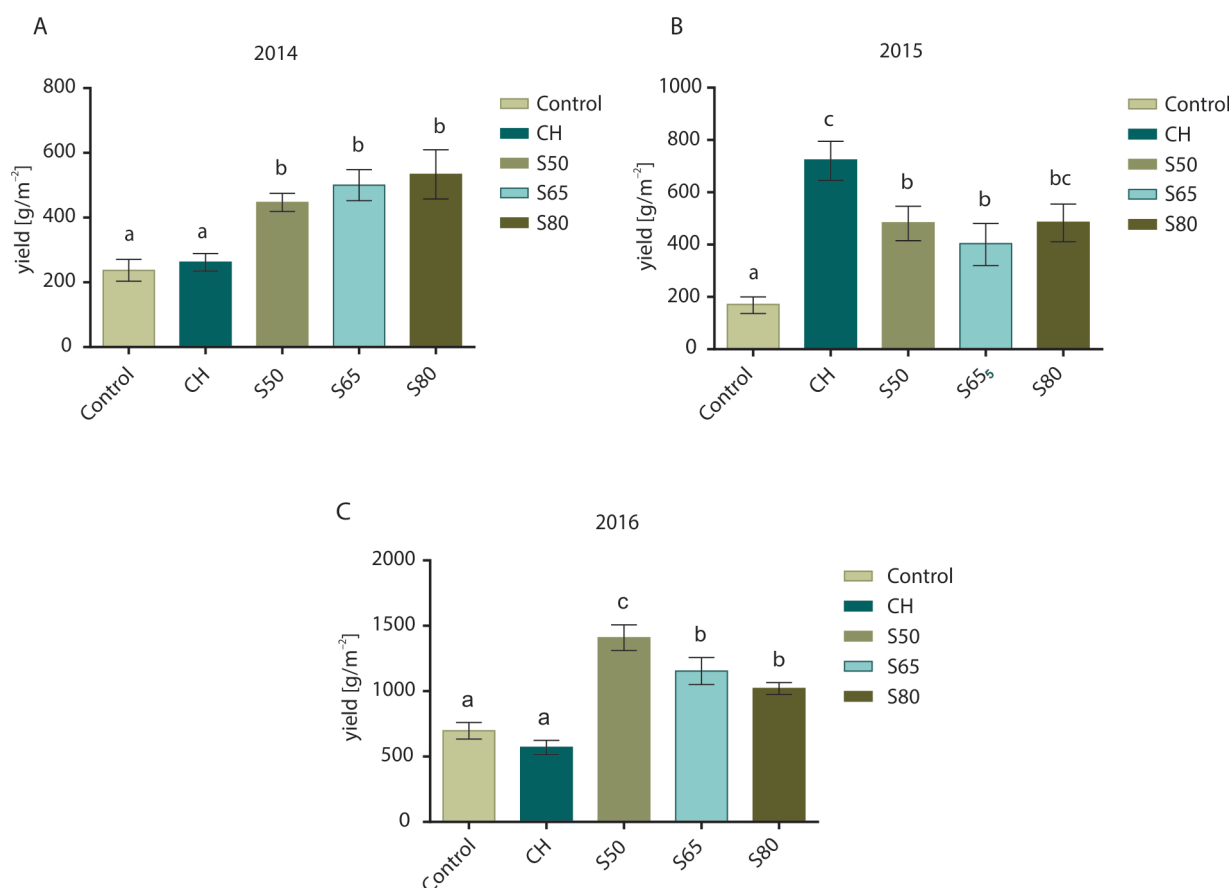 A
2014
yield [g/m⁻²]
800
600
400
200
0
a
a
b
b
b
Control
CH
S50
S65
S80
Control
CH
S50
S65
S80
B
2015
yield [g/m⁻²]
1000
800
600
400
200
0
a
c
b
b
bc
Control
CH
S50
S65₅
S80
Control
CH
S50
S65
S80
C
2016
yield [g/m⁻²]
2000
1500
1000
500
0
a
a
c
b
b
Control
CH
S50
S65
S80
Control
CH
S50
S65
S80